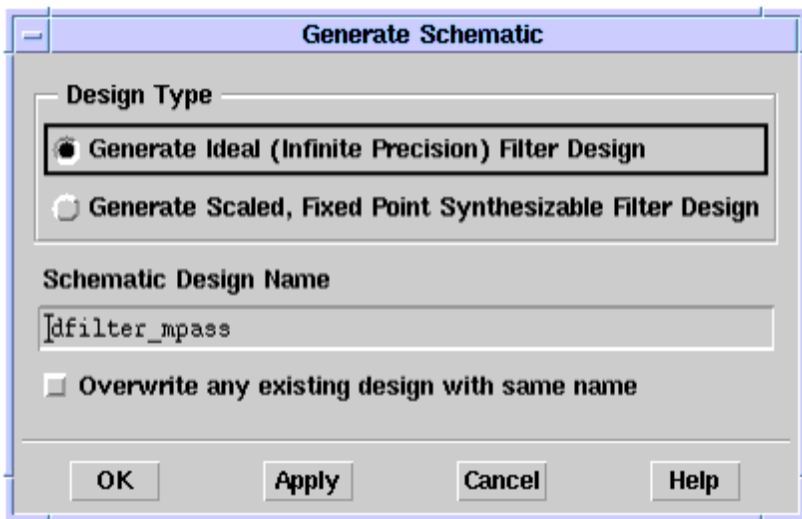 Generate Schematic
Design Type
Generate Ideal (Infinite Precision) Filter Design
Generate Scaled, Fixed Point Synthesizable Filter Design
Schematic Design Name
dfilter_mpass
Overwrite any existing design with same name
OK Apply Cancel Help